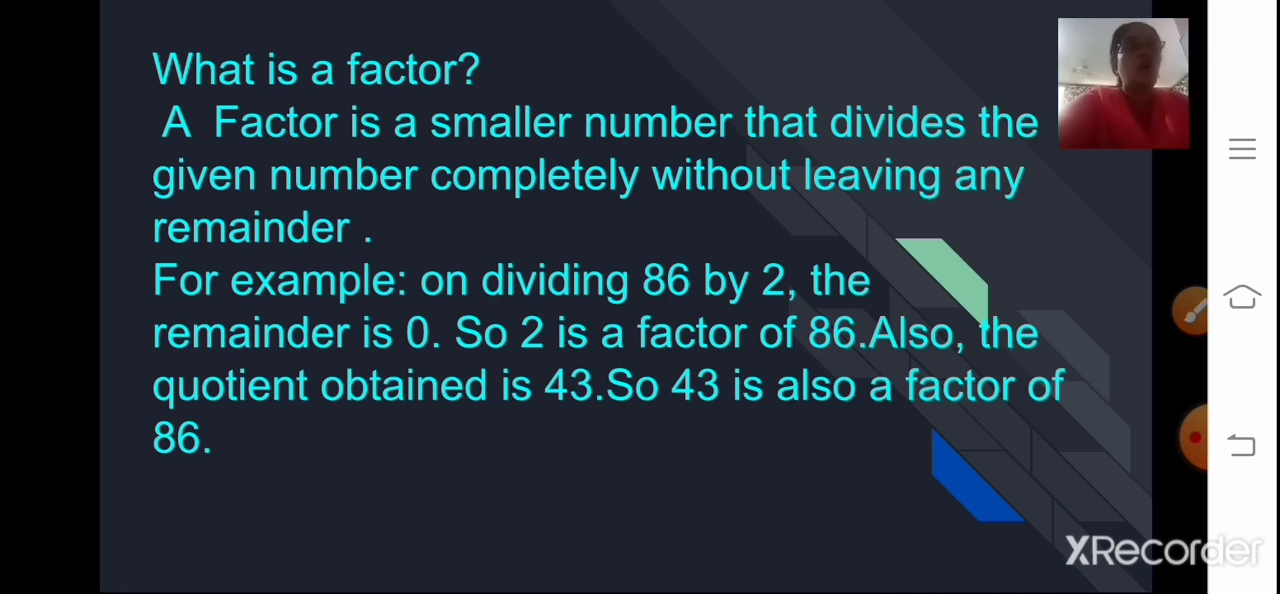 What is a factor?
A Factor is a smaller number that divides the
given number completely without leaving any
remainder .
For example: on dividing 86 by 2, the
remainder is 0. So 2 is a factor of 86.Also, the
quotient obtained is 43.So 43 is also a factor of
86.
XRecorder